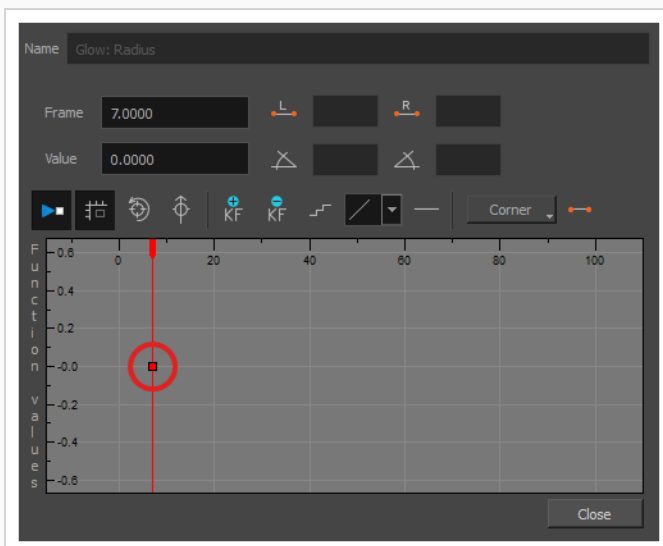 Name Glow: Radius
Frame 7.0000 L R
Value 0.0000
KF KF Corner
Function values
0 20 40 60 80 100
-0.6
-0.4
-0.2
-0.0
-0.2
-0.4
-0.6
Close